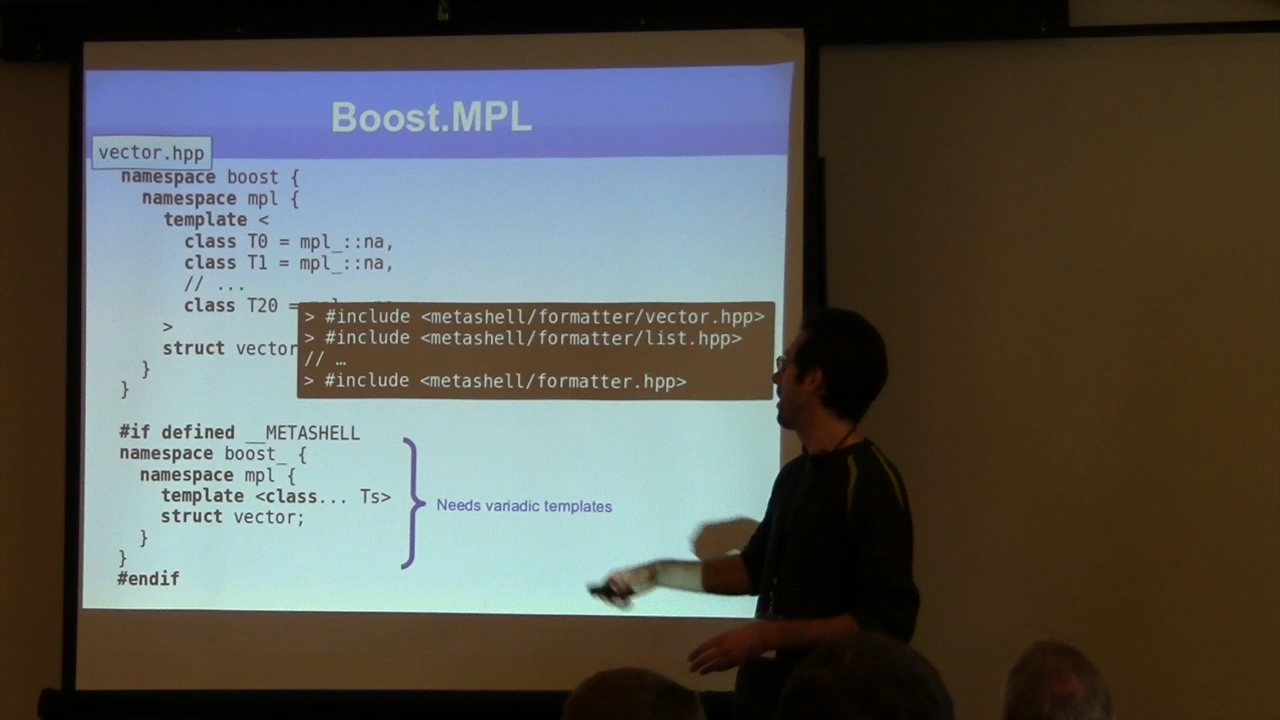 Boost.MPL
vector.hpp
namespace boost {
namespace mpl {
template <
class T0 = mpl_::na,
class T1 = mpl_::na,
// ...
class T20 =
>
struct vector
}
}
> #include <metashell/formatter/vector.hpp>
> #include <metashell/formatter/list.hpp>
// …
> #include <metashell/formatter.hpp>
#if defined __METASHELL
namespace boost_ {
namespace mpl {
template <class... Ts>
struct vector;
}
}
#endif
Needs variadic templates